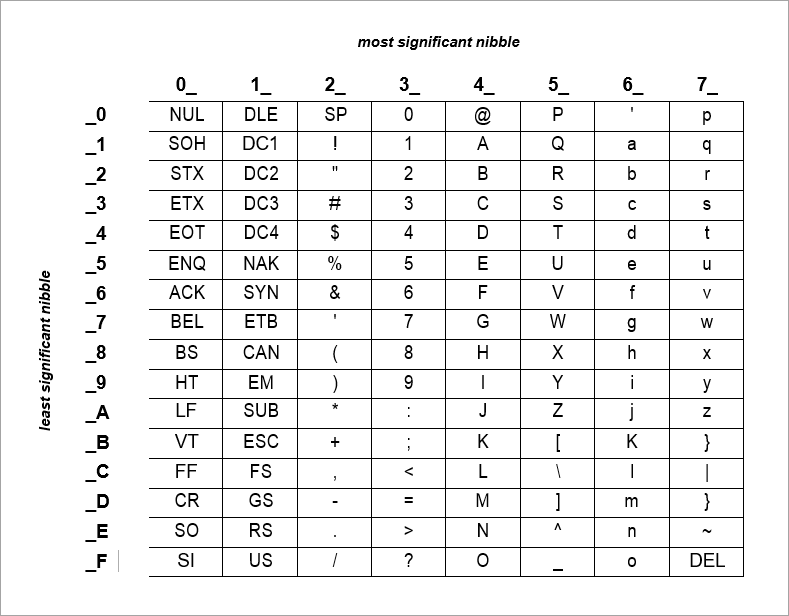 most significant nibble
0_ 1_ 2_ 3_ 4_ 5_ 6_ 7_
_0 NUL DLE SP 0 @ P ' p
_1 SOH DC1 ! 1 A Q a q
_2 STX DC2 " 2 B R b r
_3 ETX DC3 # 3 C S c s
_4 EOT DC4 $ 4 D T d t
_5 ENQ NAK % 5 E U e u
_6 ACK SYN & 6 F V f v
_7 BEL ETB ' 7 G W g w
_8 BS CAN ( 8 H X h x
_9 HT EM ) 9 I Y i y
_A LF SUB * : J Z j z
_B VT ESC + ; K [ K }
_C FF FS , < L \ l |
_D CR GS - = M ] m }
_E SO RS . > N ^ n ~
_F SI US / ? O _ o DEL
least significant nibble